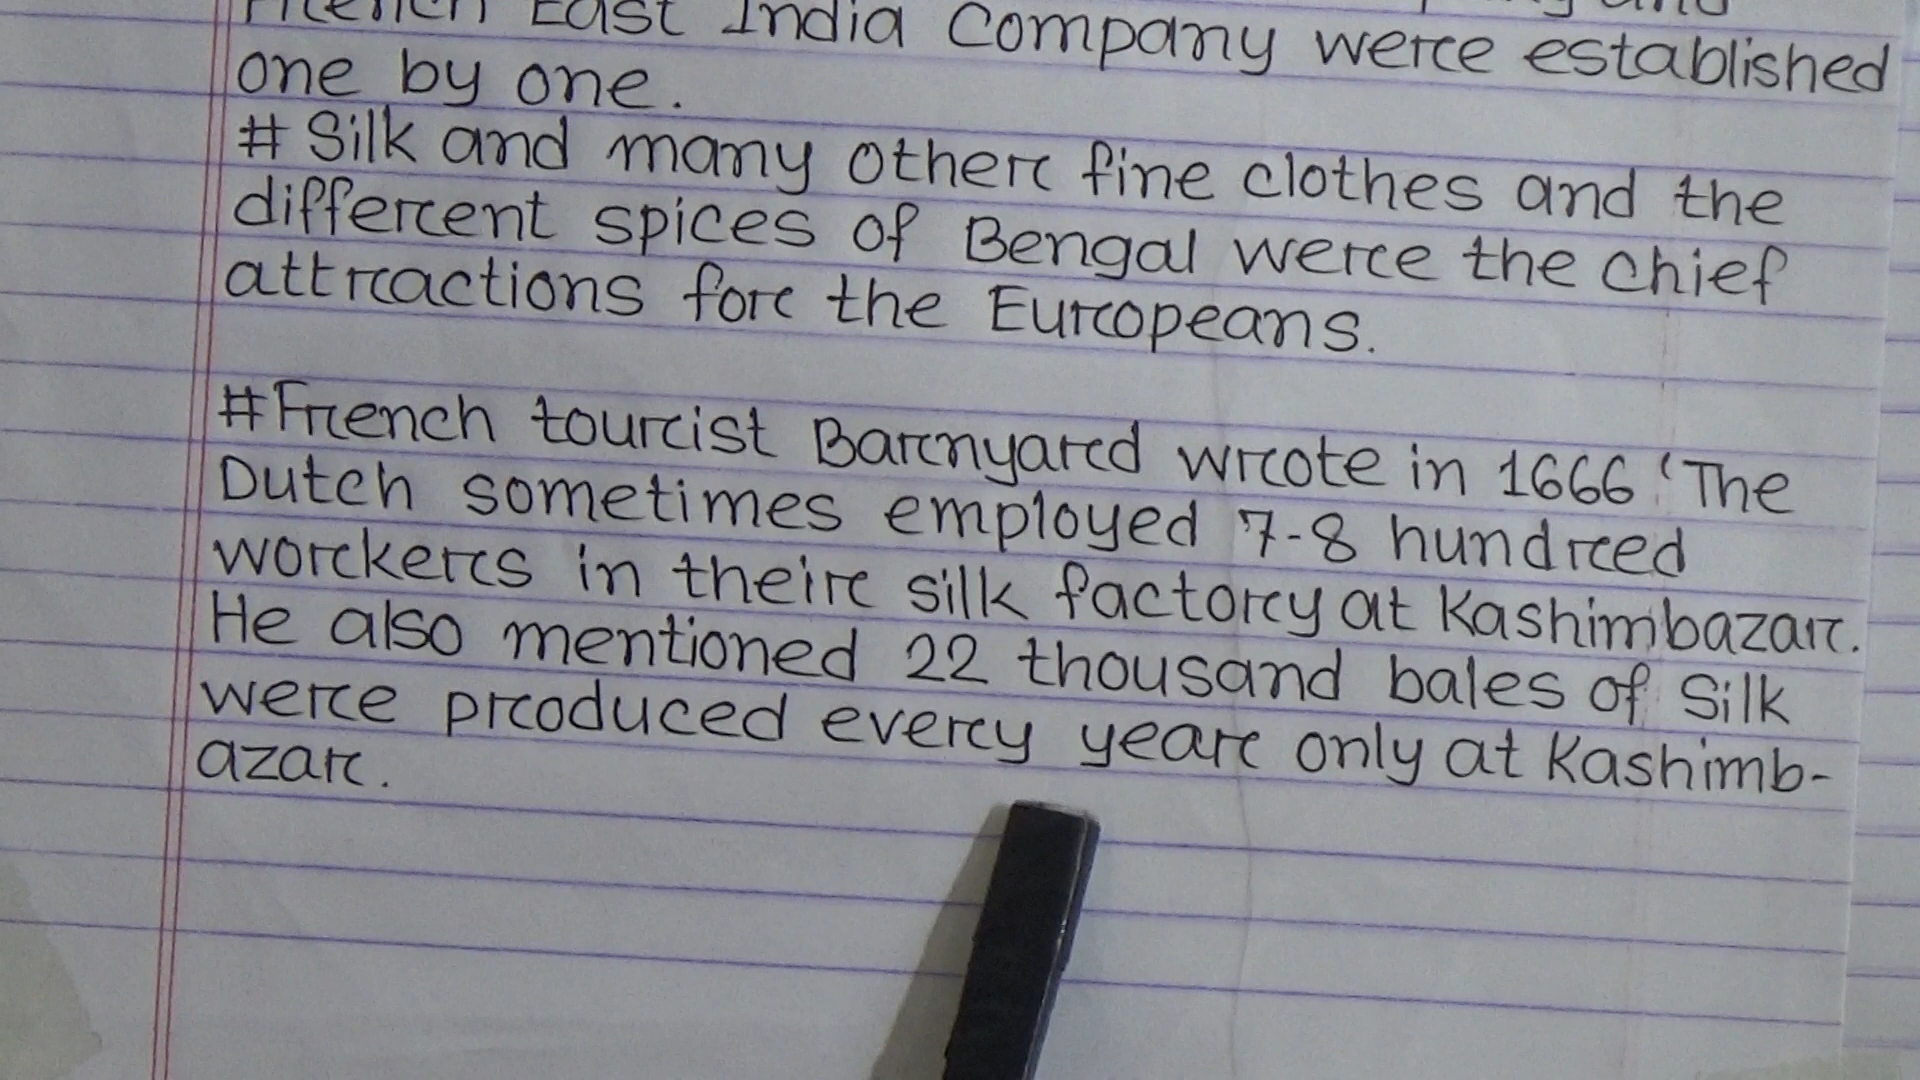 French East India Company were established
one by one.
# Silk and many other fine clothes and the
different spices of Bengal were the chief
attractions for the Europeans.
#French tourist Barnyard wrote in 1666 'The
Dutch sometimes employed 7-8 hundred
workers in their silk factory at Kashimbazar.
He also mentioned 22 thousand bales of Silk
were produced every year only at Kashimb-
azar.